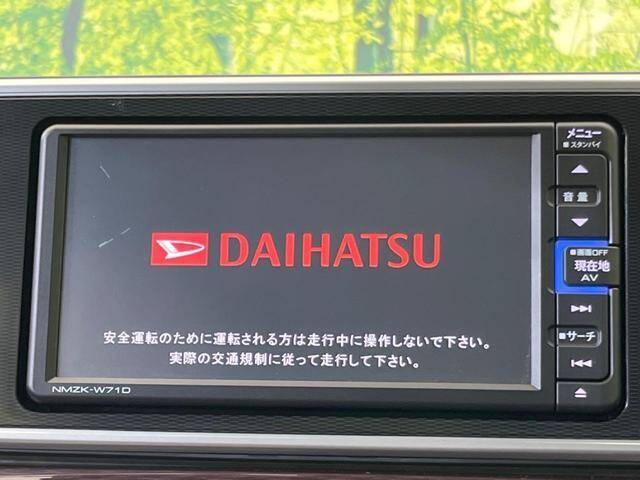 DAIHATSU
安全運転のために運転される方は走行中に操作しないで下さい。
実際の交通規制に従って走行して下さい。
NMZK-W71D
メニュー
スタンバイ
音量
画面OFF
現在地
AV
サーチ